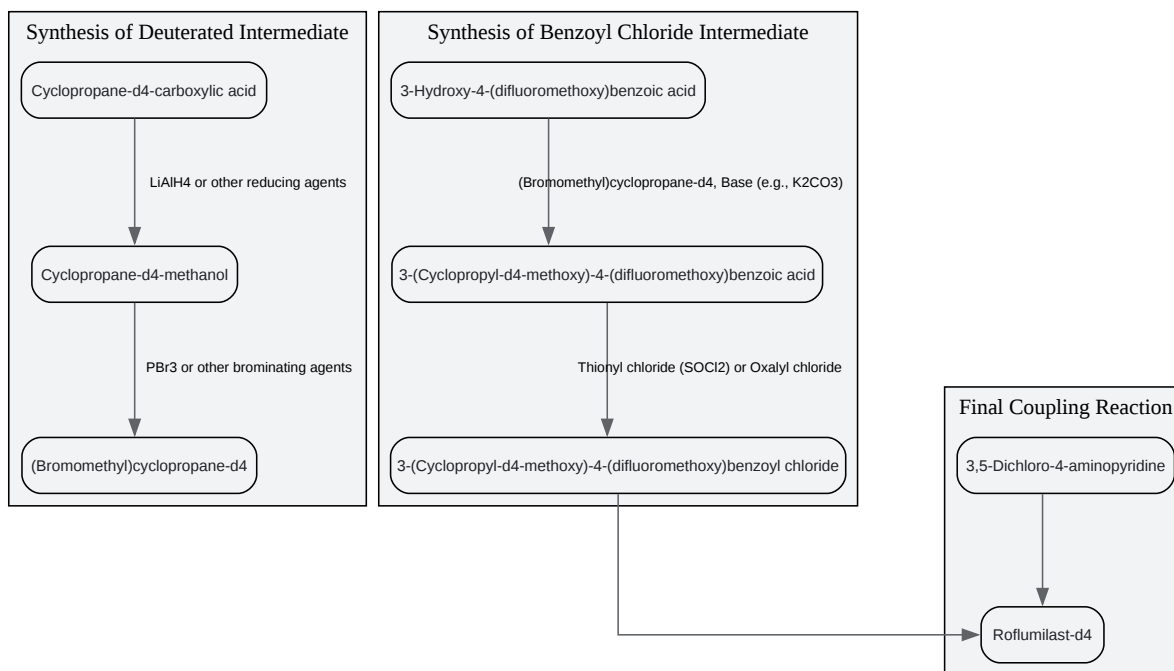 Synthesis of Deuterated Intermediate
Cyclopropane-d4-carboxylic acid
LiAlH4 or other reducing agents
Cyclopropane-d4-methanol
PBr3 or other brominating agents
(Bromomethyl)cyclopropane-d4
Synthesis of Benzoyl Chloride Intermediate
3-Hydroxy-4-(difluoromethoxy)benzoic acid
(Bromomethyl)cyclopropane-d4, Base (e.g., K2CO3)
3-(Cyclopropyl-d4-methoxy)-4-(difluoromethoxy)benzoic acid
Thionyl chloride (SOCl2) or Oxalyl chloride
3-(Cyclopropyl-d4-methoxy)-4-(difluoromethoxy)benzoyl chloride
Final Coupling Reaction
3,5-Dichloro-4-aminopyridine
Roflumilast-d4